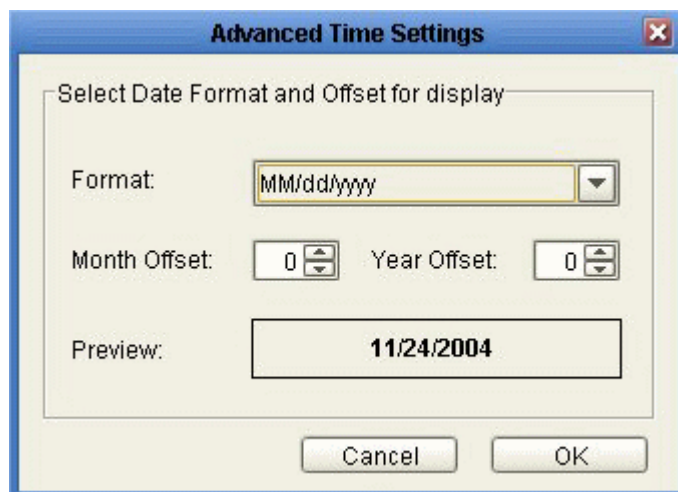 Advanced Time Settings
Select Date Format and Offset for display
Format: MM/dd/yyyy
Month Offset: 0 Year Offset: 0
Preview: 11/24/2004
Cancel OK